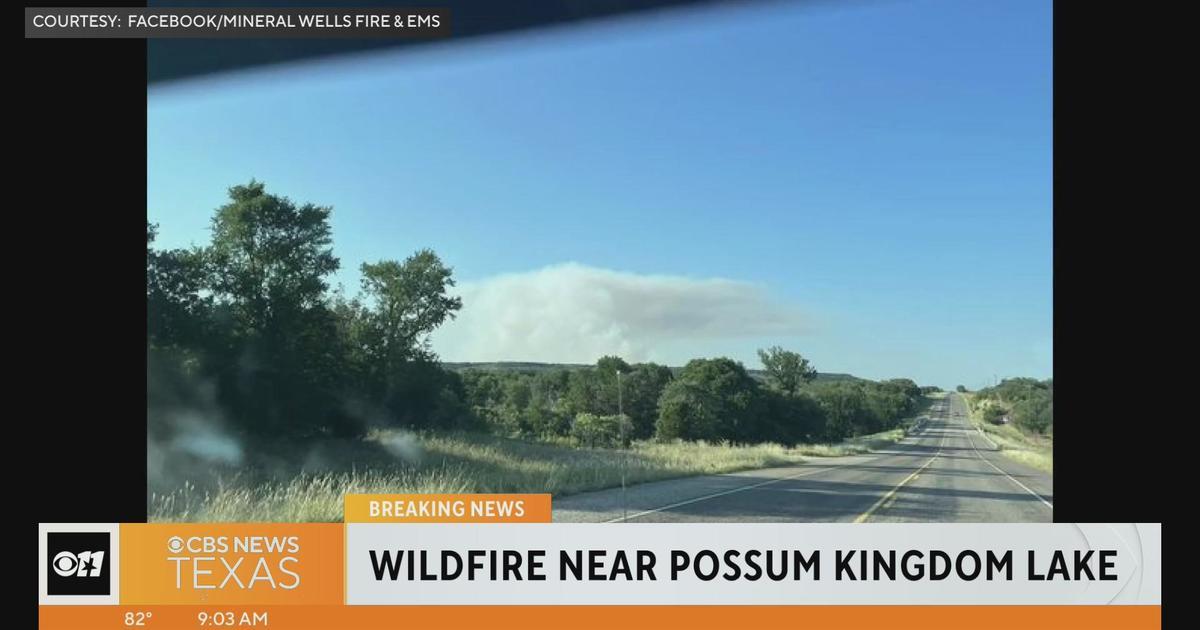 COURTESY: FACEBOOK/MINERAL WELLS FIRE & EMS
BREAKING NEWS
11
CBS NEWS
TEXAS
WILDFIRE NEAR POSSUM KINGDOM LAKE
82° 9:03 AM